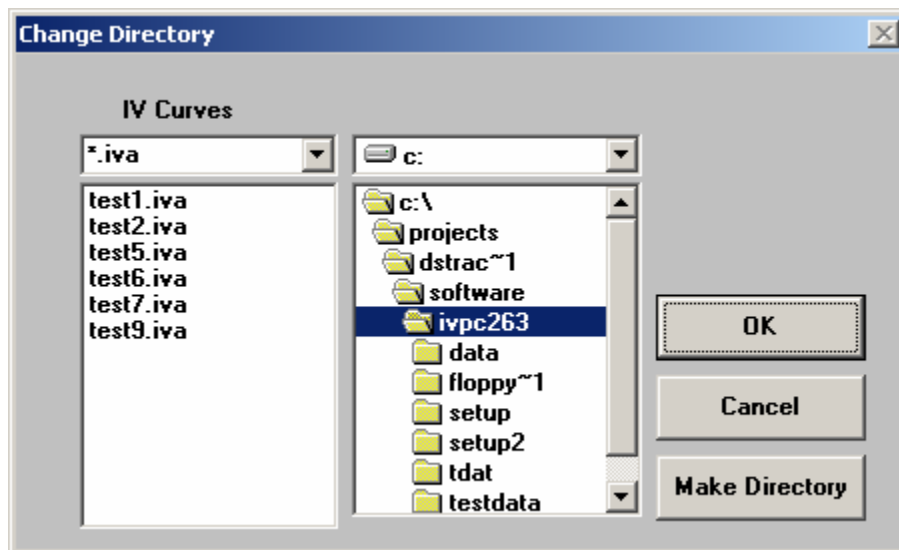 Change Directory
IV Curves
*.iva
c:
test1.iva
test2.iva
test5.iva
test6.iva
test7.iva
test9.iva
c:\
projects
dstrac~1
software
ivpc263
data
floppy~1
setup
setup2
tdat
testdata
OK
Cancel
Make Directory